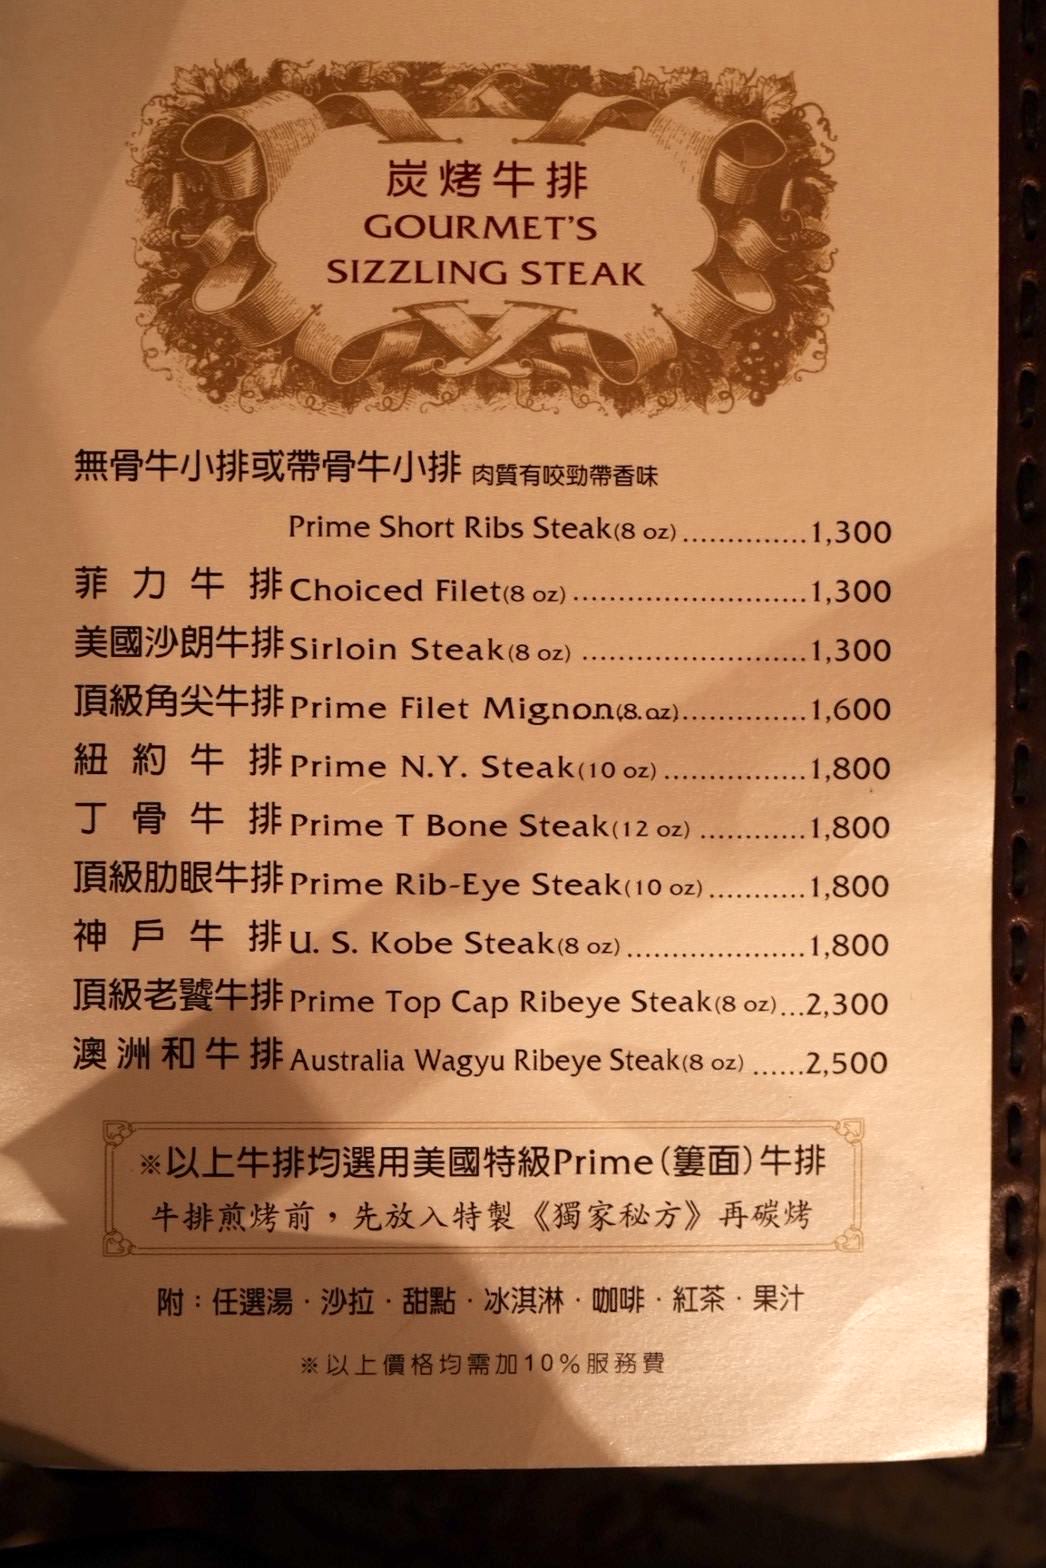 炭烤牛排
GOURMET'S
SIZZLING STEAK
無骨牛小排或帶骨牛小排 肉質有咬勁帶香味
Prime Short Ribs Steak(8 oz)..............1,300
菲力牛排 Choiced Filet(8 oz)...........................1,300
美國沙朗牛排 Sirloin Steak(8 oz) ..........................1,300
頂級角尖牛排 Prime Filet Mignon(8.oz)..............1,600
紐約牛排 Prime N.Y. Steak(10 oz)................1,800
丁骨牛排 Prime T Bone Steak(12 oz) ............1,800
頂級肋眼牛排 Prime Rib-Eye Steak(10 oz)...........1,800
神戶牛排 U. S. Kobe Steak(8 oz).....................1,800
頂級老饕牛排 Prime Top Cap Ribeye Steak(8 oz)...2,300
澳洲和牛排 Australia Wagyu Ribeye Steak(8 oz) ......2,500
※以上牛排均選用美國特級Prime(簍面)牛排
牛排煎烤前，先放入特製《獨家秘方》再碳烤
附：任選湯．沙拉．甜點．冰淇淋．咖啡．紅茶．果汁
※以上價格均需加10%服務費